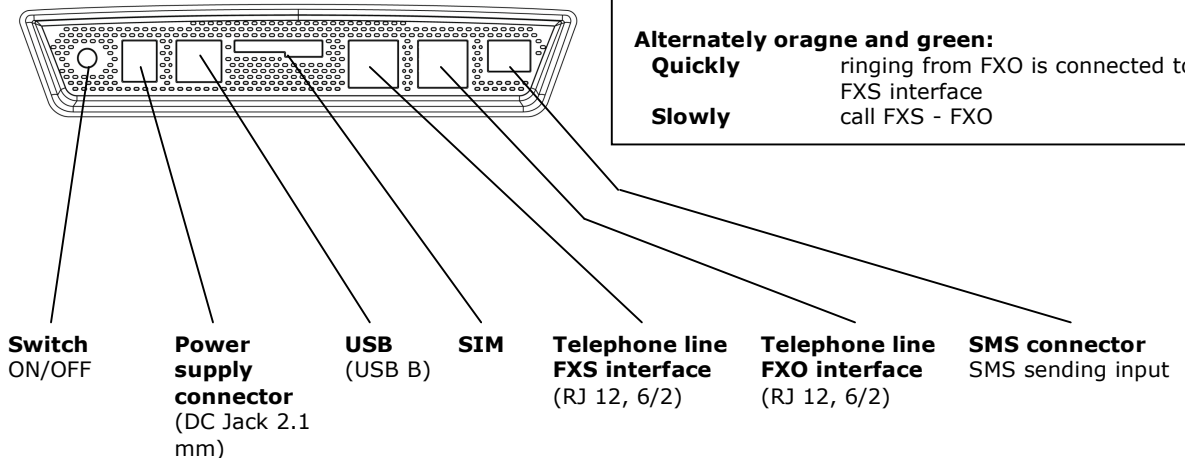 Alternately oragne and green:
Quickly ringing from FXO is connected to
FXS interface
Slowly call FXS - FXO
Switch
ON/OFF
Power
supply
connector
(DC Jack 2.1
mm)
USB
(USB B)
SIM
Telephone line
FXS interface
(RJ 12, 6/2)
Telephone line
FXO interface
(RJ 12, 6/2)
SMS connector
SMS sending input